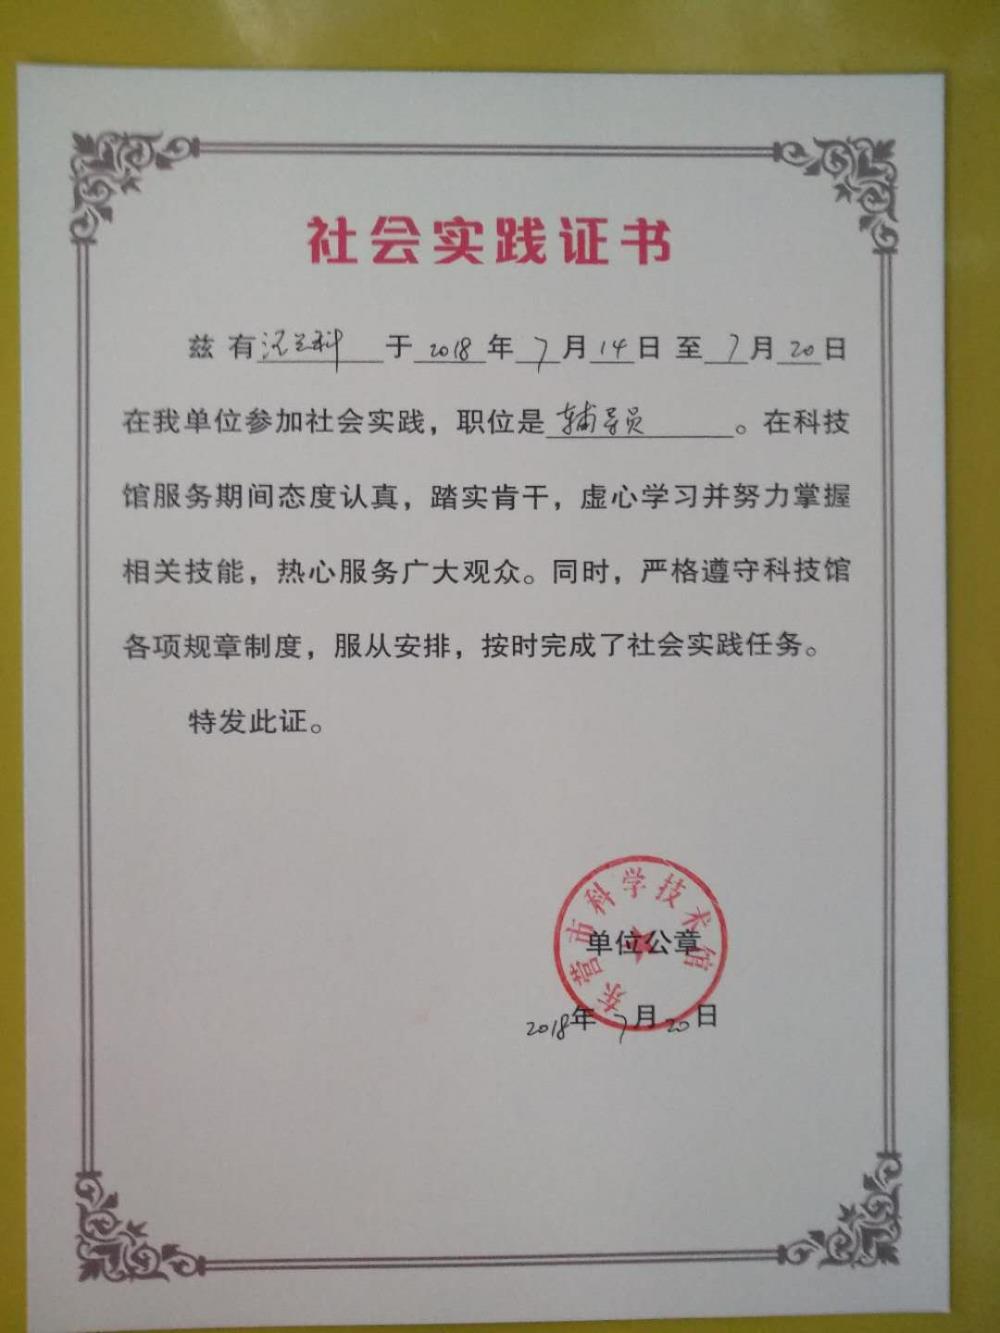 社会实践证书
兹有 于2018年7月14日至7月20日
在我单位参加社会实践，职位是辅导员。在科技
馆服务期间态度认真，踏实肯干，虚心学习并努力掌握
相关技能，热心服务广大观众。同时，严格遵守科技馆
各项规章制度，服从安排，按时完成了社会实践任务。
特发此证。
东营市科学技术馆
单位公章
2018年7月20日